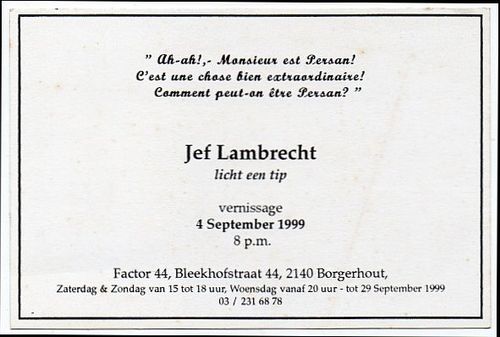 ” Ah-ah!,- Monsieur est Persan!
C'est une chose bien extraordinaire!
Comment peut-on être Persan? ”
Jef Lambrecht
licht een tip
vernissage
4 September 1999
8 p.m.
Factor 44, Bleekhofstraat 44, 2140 Borgerhout,
Zaterdag & Zondag van 15 tot 18 uur, Woensdag vanaf 20 uur - tot 29 September 1999
03 / 231 68 78